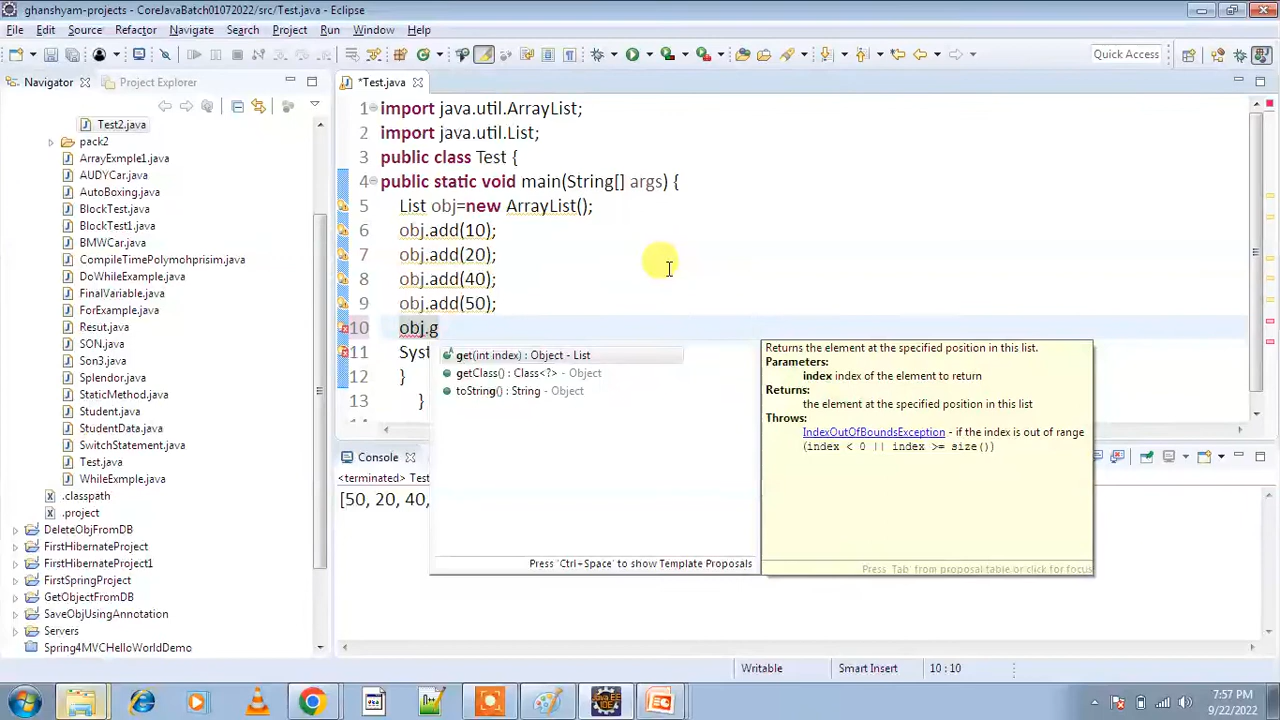 ghanshyam-projects - CoreJavaBatch01072022/src/Test.java - Eclipse
File Edit Source Refactor Navigate Search Project Run Window Help
Quick Access
Navigator Project Explorer
*Test.java
Test2.java
pack2
ArrayExmple1.java
AUDYCar.java
AutoBoxing.java
BlockTest.java
BlockTest1.java
BMWCar.java
CompileTimePolymohprisim.java
DoWhileExample.java
FinalVariable.java
ForExample.java
Resut.java
SON.java
Son3.java
Splendor.java
StaticMethod.java
Student.java
StudentData.java
SwitchStatement.java
Test.java
WhileExmple.java
.classpath
.project
DeleteObjFromDB
FirstHibernateProject
FirstHibernateProject1
FirstSpringProject
GetObjectFromDB
SaveObjUsingAnnotation
Servers
Spring4MVCHelloWorldDemo
1 import java.util.ArrayList;
2 import java.util.List;
3 public class Test {
4 public static void main(String[] args) {
5 List obj=new ArrayList();
6 obj.add(10);
7 obj.add(20);
8 obj.add(40);
9 obj.add(50);
10 obj.g
11 Syst
12 }
13 }
get(int index) : Object - List
getClass() : Class<?> - Object
toString() : String - Object
Press 'Ctrl+Space' to show Template Proposals
Returns the element at the specified position in this list.
Parameters:
index index of the element to return
Returns:
the element at the specified position in this list
Throws:
IndexOutOfBoundsException - if the index is out of range
(index < 0 || index >= size())
Press 'Tab' from proposal table or click for focus
Console
<terminated> Test
[50, 20, 40,
Writable Smart Insert 10 : 10
7:57 PM
9/22/2022